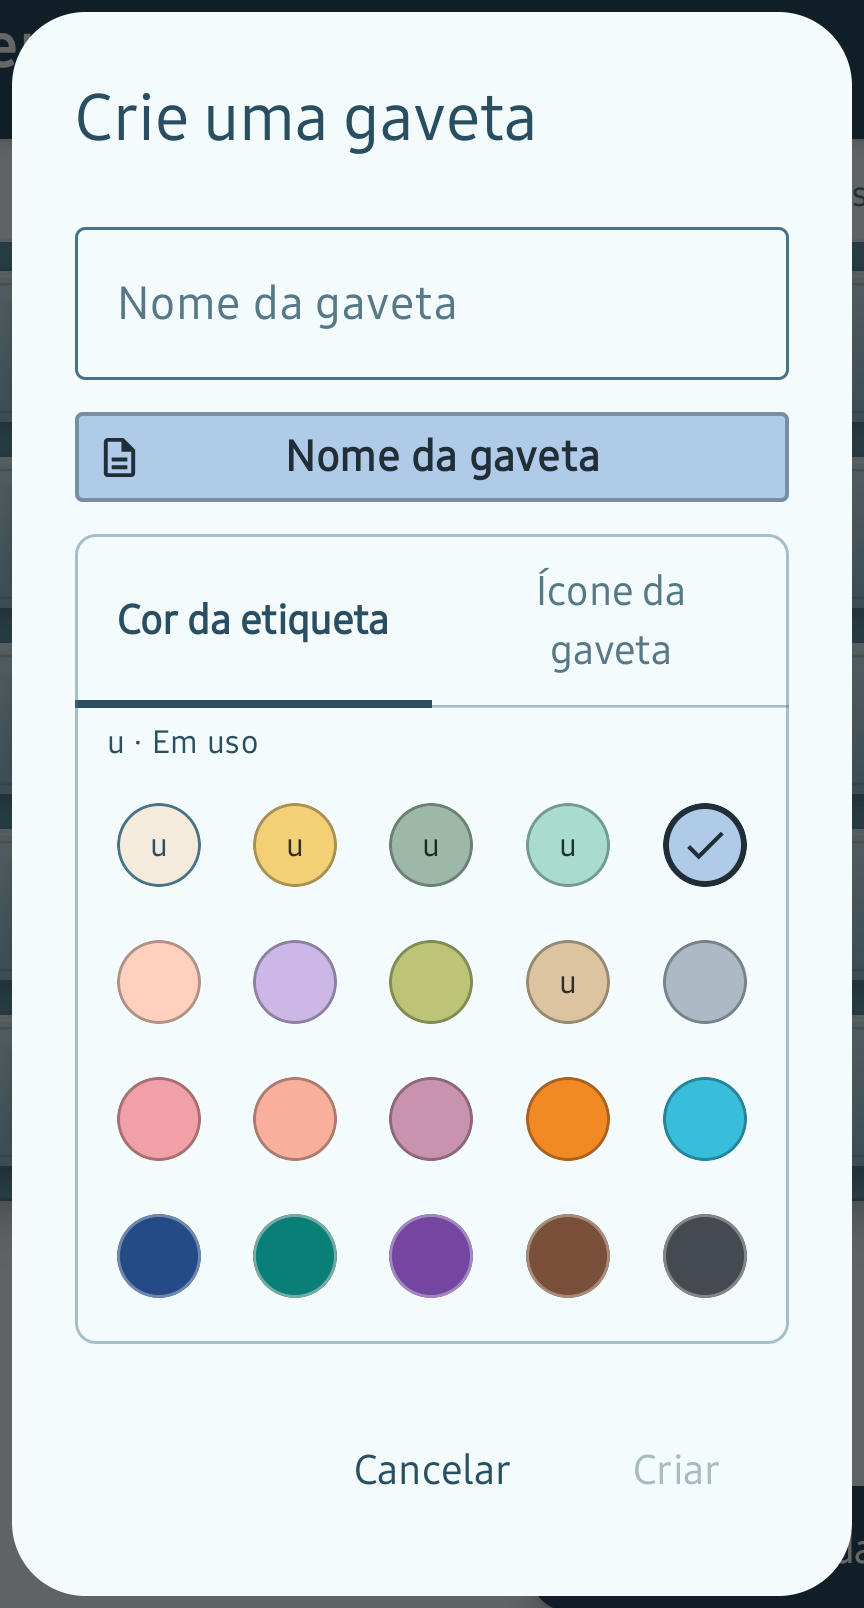 Crie uma gaveta
Nome da gaveta
Nome da gaveta
Cor da etiqueta
Ícone da
gaveta
u · Em uso
u u u u
u
Cancelar
Criar